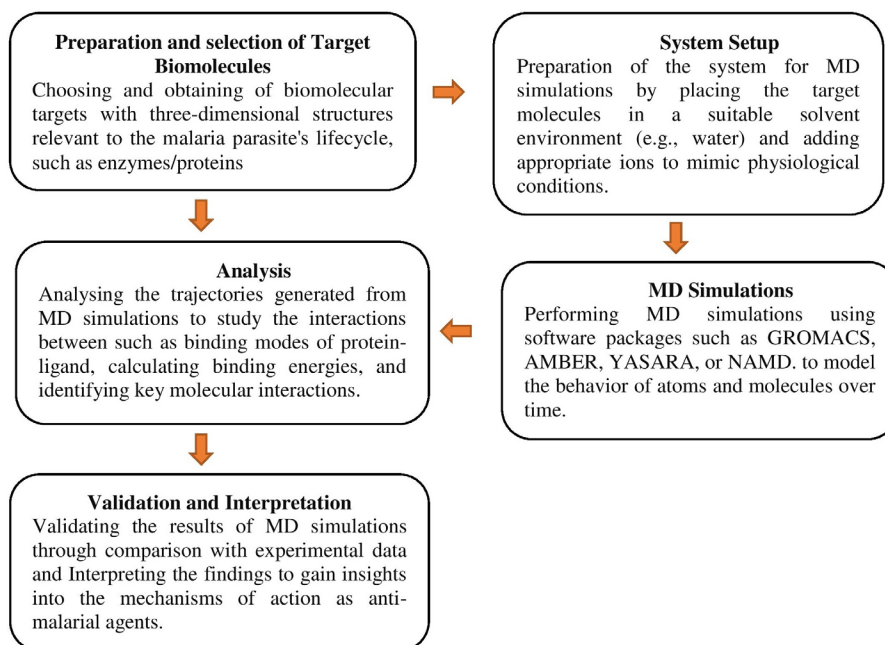 Preparation and selection of Target
Biomolecules
Choosing and obtaining of biomolecular
targets with three-dimensional structures
relevant to the malaria parasite's lifecycle,
such as enzymes/proteins
System Setup
Preparation of the system for MD
simulations by placing the target
molecules in a suitable solvent
environment (e.g., water) and adding
appropriate ions to mimic physiological
conditions.
MD Simulations
Performing MD simulations using
software packages such as GROMACS,
AMBER, YASARA, or NAMD. to model
the behavior of atoms and molecules over
time.
Analysis
Analysing the trajectories generated from
MD simulations to study the interactions
between such as binding modes of protein-
ligand, calculating binding energies, and
identifying key molecular interactions.
Validation and Interpretation
Validating the results of MD simulations
through comparison with experimental data
and Interpreting the findings to gain insights
into the mechanisms of action as anti-
malarial agents.